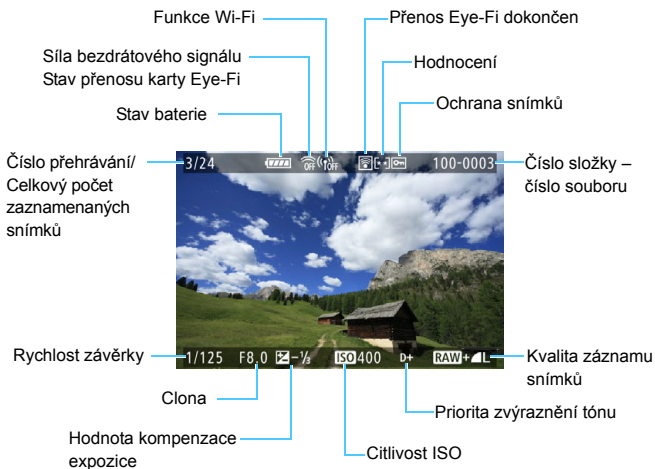 Funkce Wi-Fi
Přenos Eye-Fi dokončen
Síla bezdrátového signálu
Stav přenosu karty Eye-Fi
Hodnocení
Stav baterie
Ochrana snímků
Číslo přehrávání/
Celkový počet
zaznamenaných
snímků
3/24 OFF OFF 100-0003
Číslo složky –
číslo souboru
Rychlost závěrky
1/125 F8.0 -⅓ ISO 400 D+ RAW+L
Kvalita záznamu
snímků
Clona
Priorita zvýraznění tónu
Hodnota kompenzace
expozice
Citlivost ISO